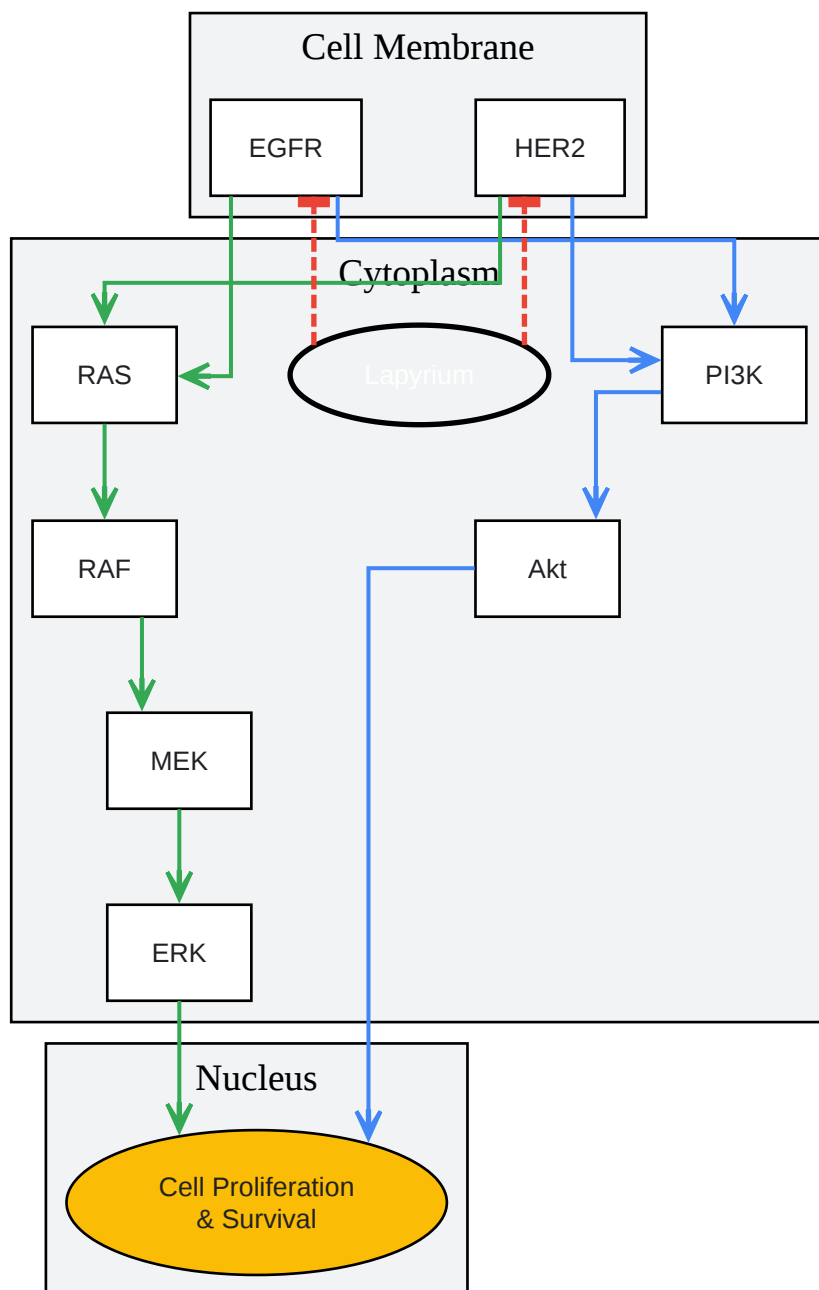 Cell Membrane
EGFR
HER2
Cytoplasm
RAS
Lapyrium
PI3K
RAF
Akt
MEK
ERK
Nucleus
Cell Proliferation
& Survival